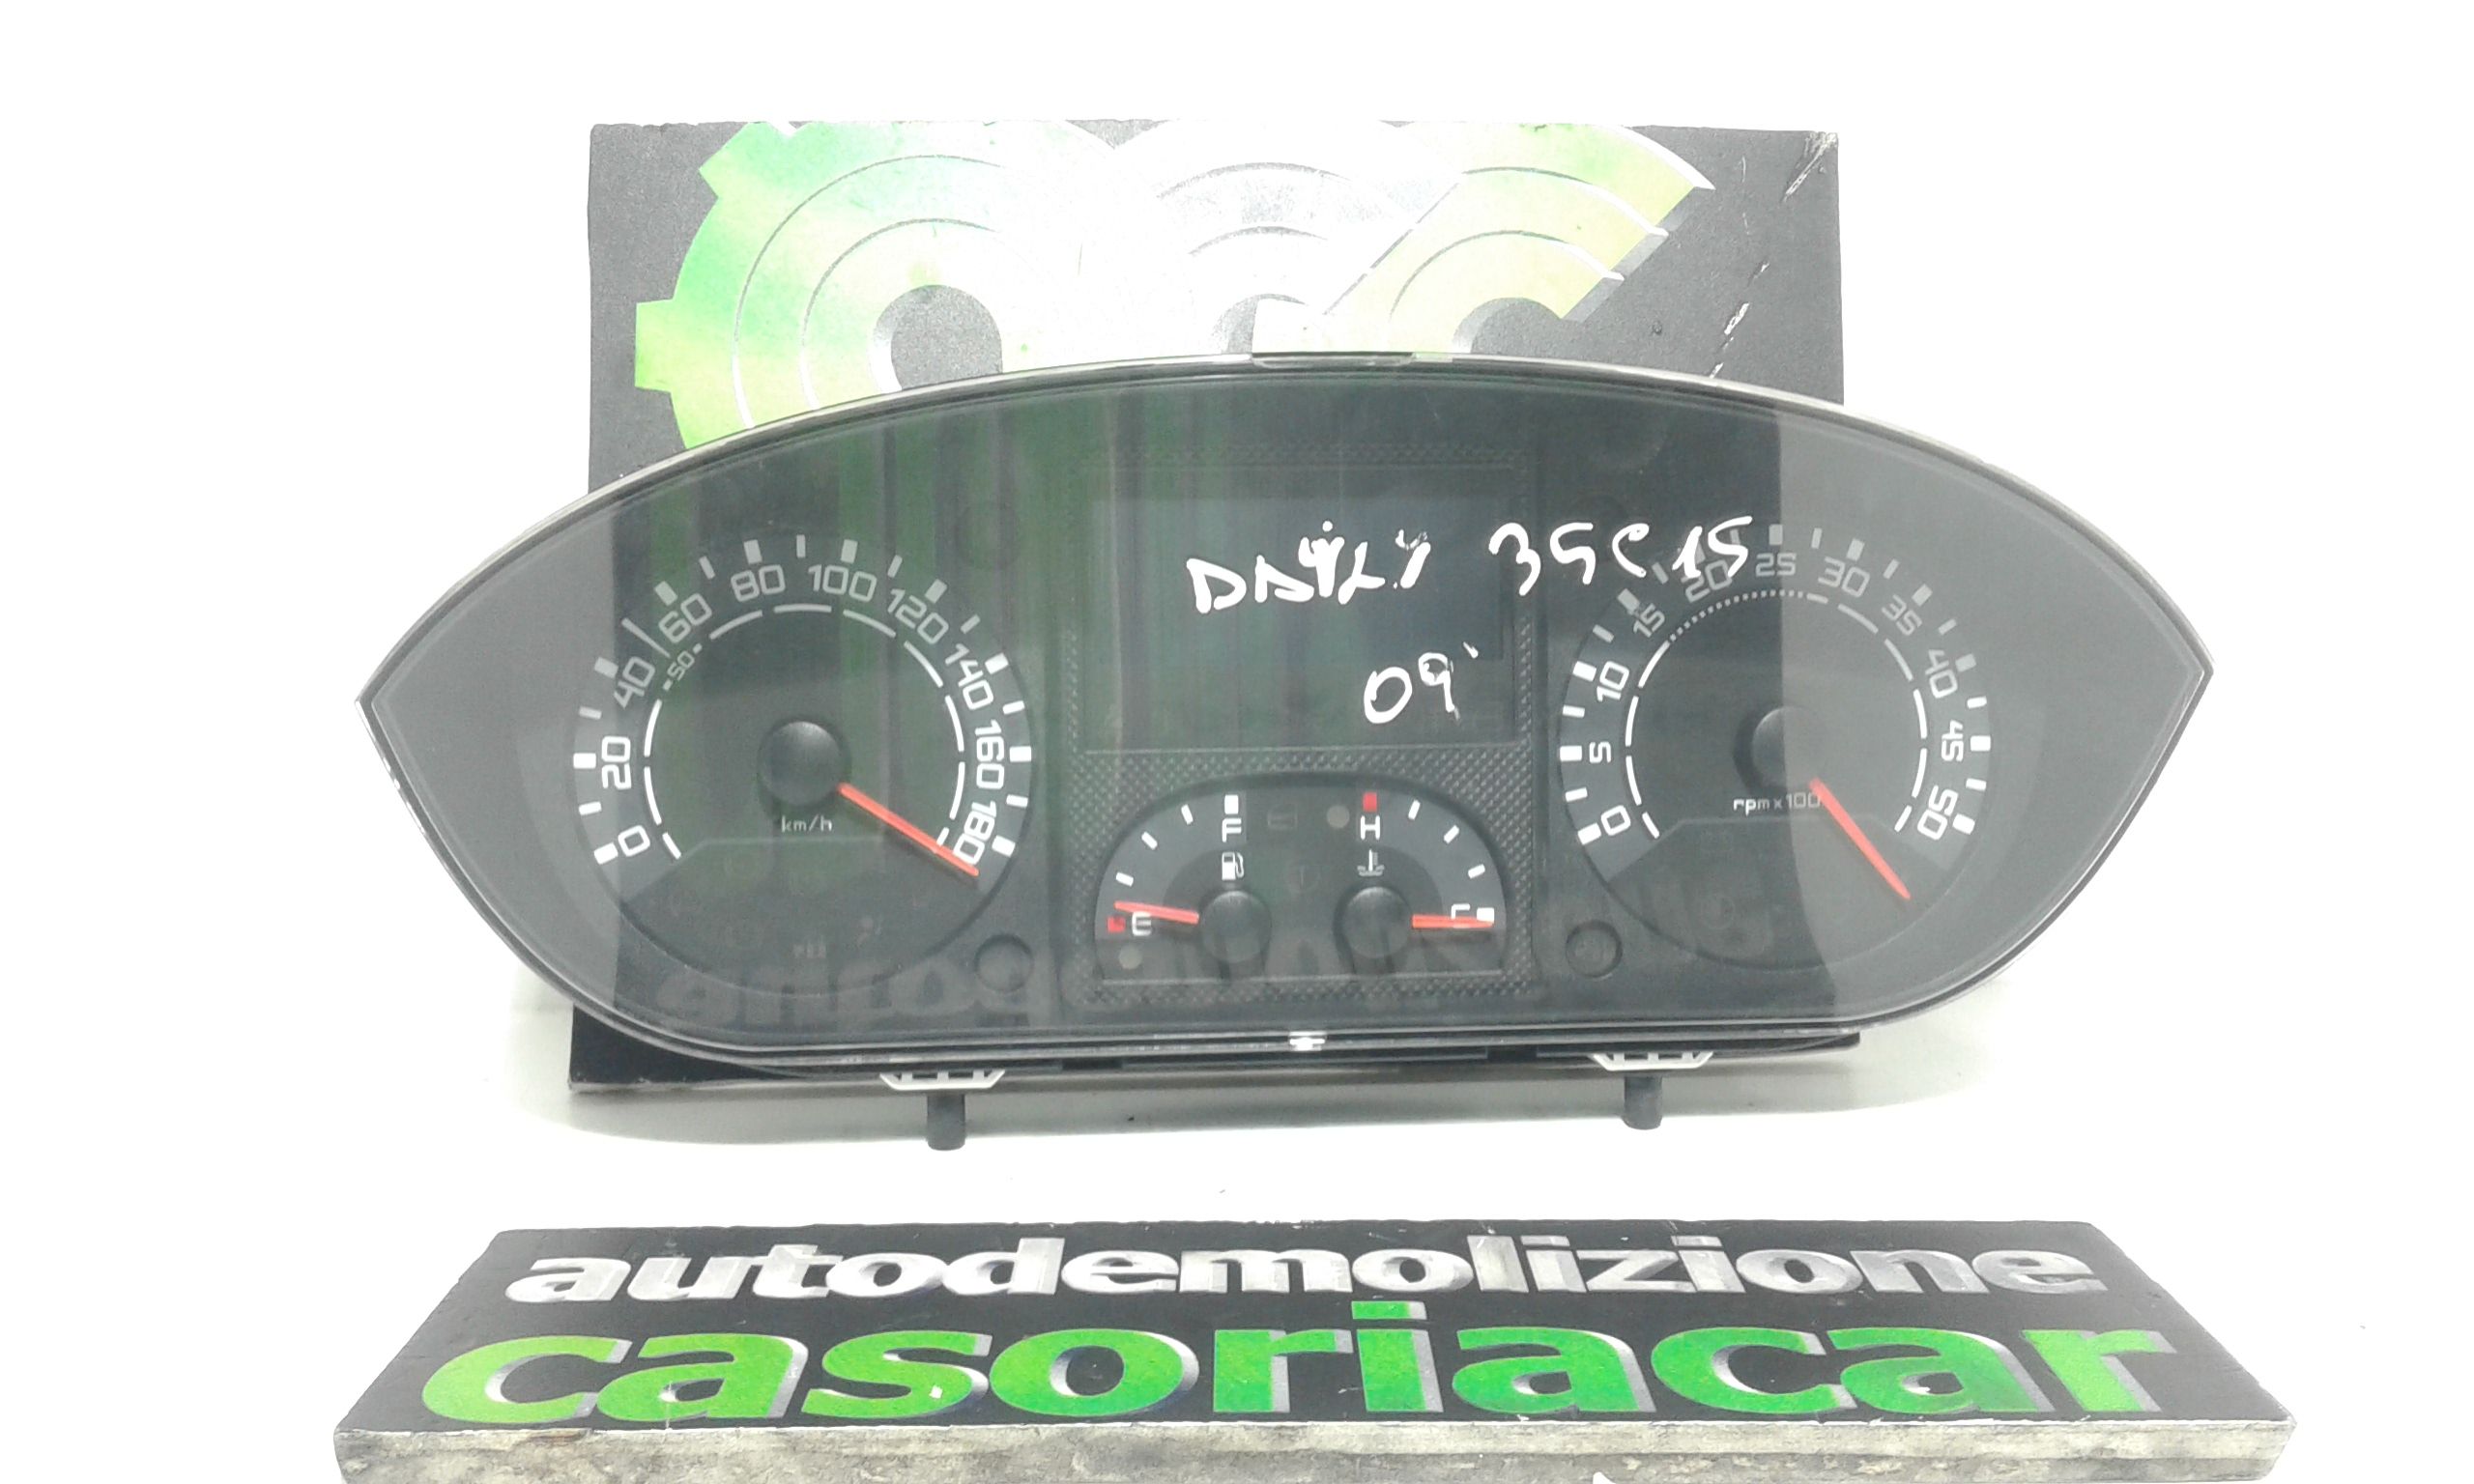 DAILY 35C15
09'
0 20 40 60 80 100 120 140 160 180
50
km/h
F H
E C
0 5 10 15 20 25 30 35 40 45 50
rpm x 100
autodemolizione
casoriacar